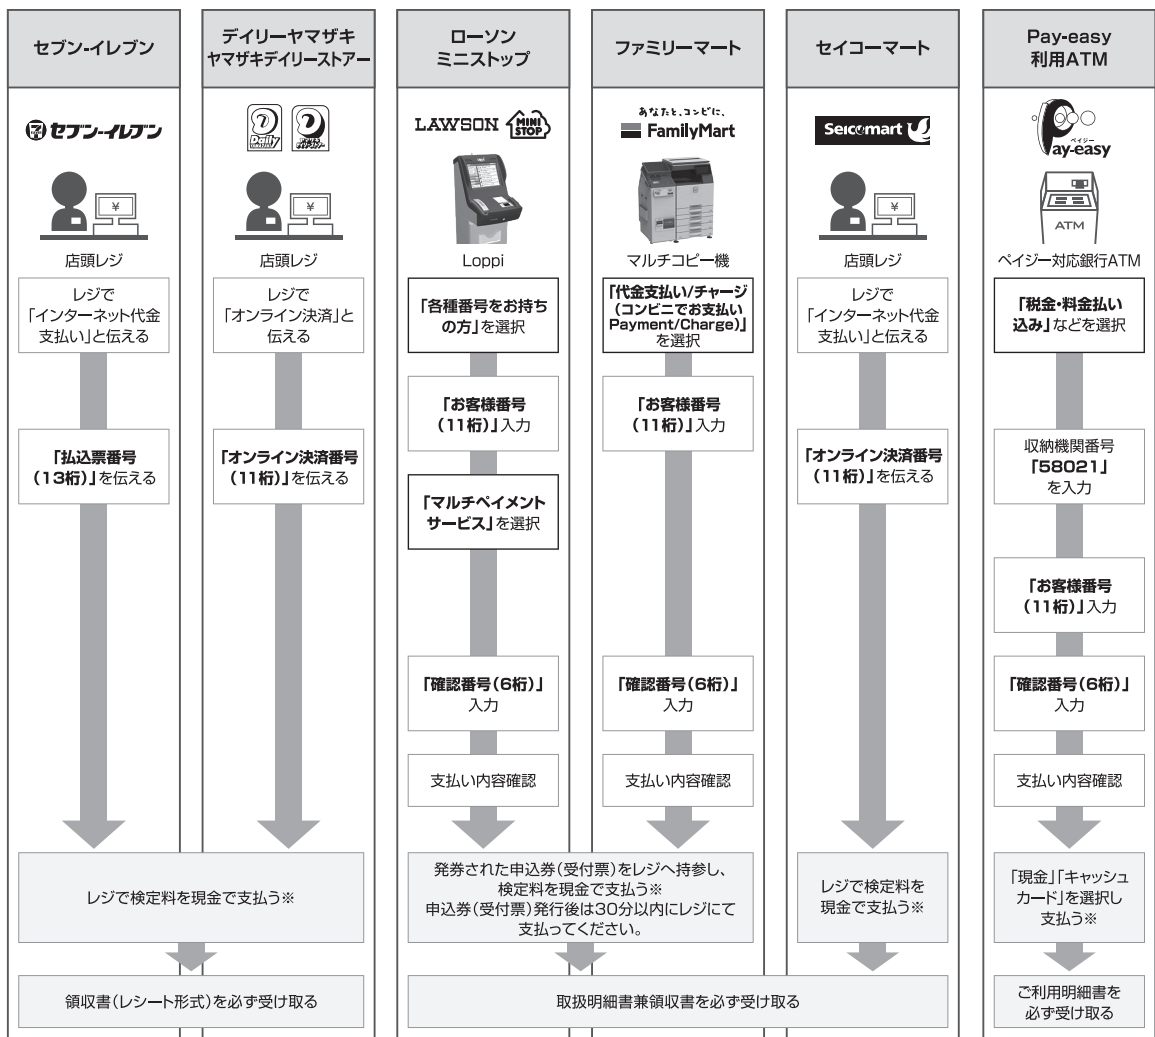 セブン-イレブン
デイリーヤマザキ
ヤマザキデイリーストアー
ローソン
ミニストップ
ファミリーマート
セイコーマート
Pay-easy
利用ATM
セブン-イレブン
Daily
LAWSON
MINI
STOP
あなたと、コンビに、
FamilyMart
Seicomart
ペイジー
Pay-easy
¥
¥
¥
ATM
店頭レジ
店頭レジ
Loppi
マルチコピー機
店頭レジ
ペイジー対応銀行ATM
レジで
「インターネット代金
支払い」と伝える
レジで
「オンライン決済」と
伝える
「各種番号をお持ち
の方」を選択
「代金支払い/チャージ
(コンビニでお支払い
Payment/Charge)」
を選択
レジで
「インターネット代金
支払い」と伝える
「税金・料金払い
込み」などを選択
「お客様番号
(11桁)」入力
「お客様番号
(11桁)」入力
「払込票番号
(13桁)」を伝える
「オンライン決済番号
(11桁)」を伝える
「マルチペイメント
サービス」を選択
「オンライン決済番号
(11桁)」を伝える
収納機関番号
「58021」
を入力
「お客様番号
(11桁)」入力
「確認番号(6桁)」
入力
「確認番号(6桁)」
入力
「確認番号(6桁)」
入力
支払い内容確認
支払い内容確認
支払い内容確認
レジで検定料を現金で支払う※
発券された申込券(受付票)をレジへ持参し、
検定料を現金で支払う※
申込券(受付票)発行後は30分以内にレジにて
支払ってください。
レジで検定料を
現金で支払う※
「現金」「キャッシュ
カード」を選択し
支払う※
領収書(レシート形式)を必ず受け取る
取扱明細書兼領収書を必ず受け取る
ご利用明細書を
必ず受け取る